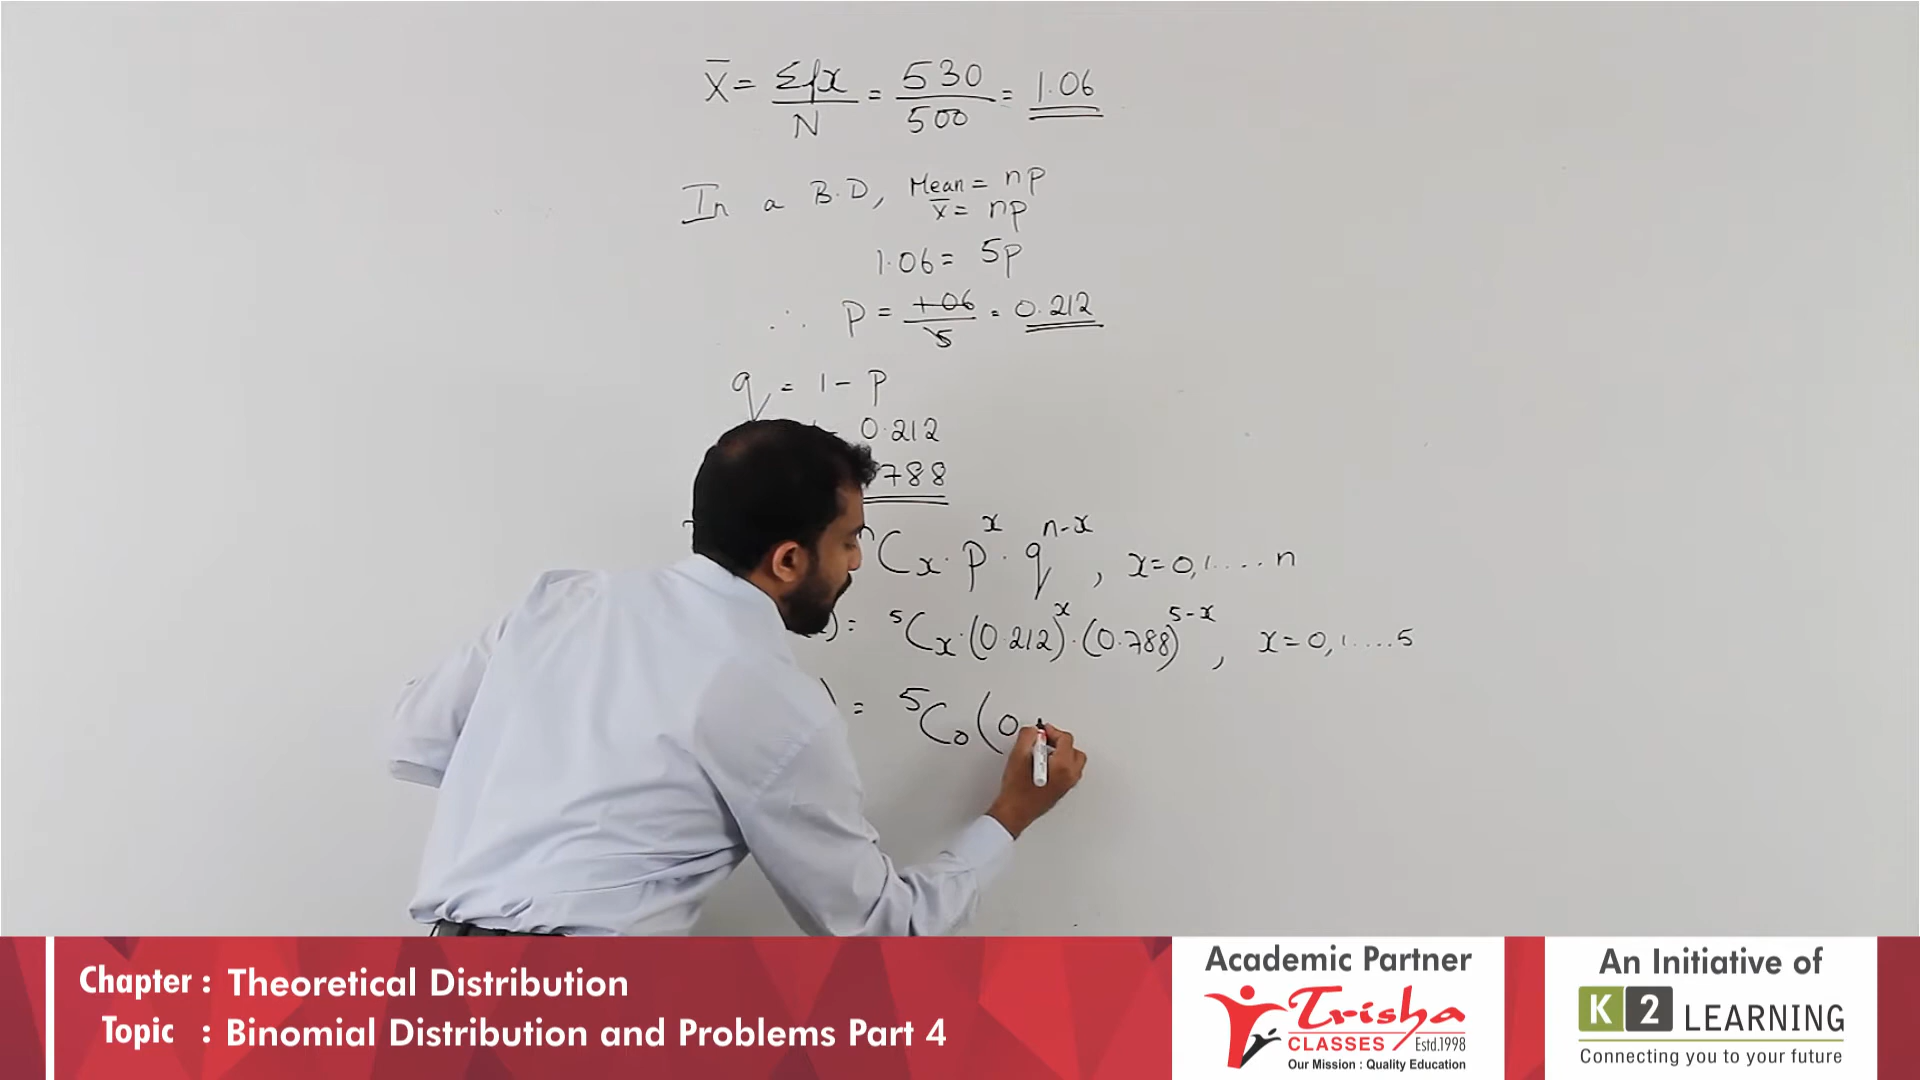 X̄ = Σfx/N = 530/500 = 1.06
In a B.D, Mean = np
x̄ = np
1.06 = 5p
∴ p = 1.06/5 = 0.212
q = 1 - p
0.212
788
Cx · p^x · q^(n-x), x = 0,1.....n
) = ⁵Cx · (0.212)^x · (0.788)^(5-x), x = 0,1.....5
) = ⁵C₀ (0
Chapter : Theoretical Distribution
Topic : Binomial Distribution and Problems Part 4
Academic Partner
Trisha
CLASSES Estd.1998
Our Mission : Quality Education
An Initiative of
K2 LEARNING
Connecting you to your future